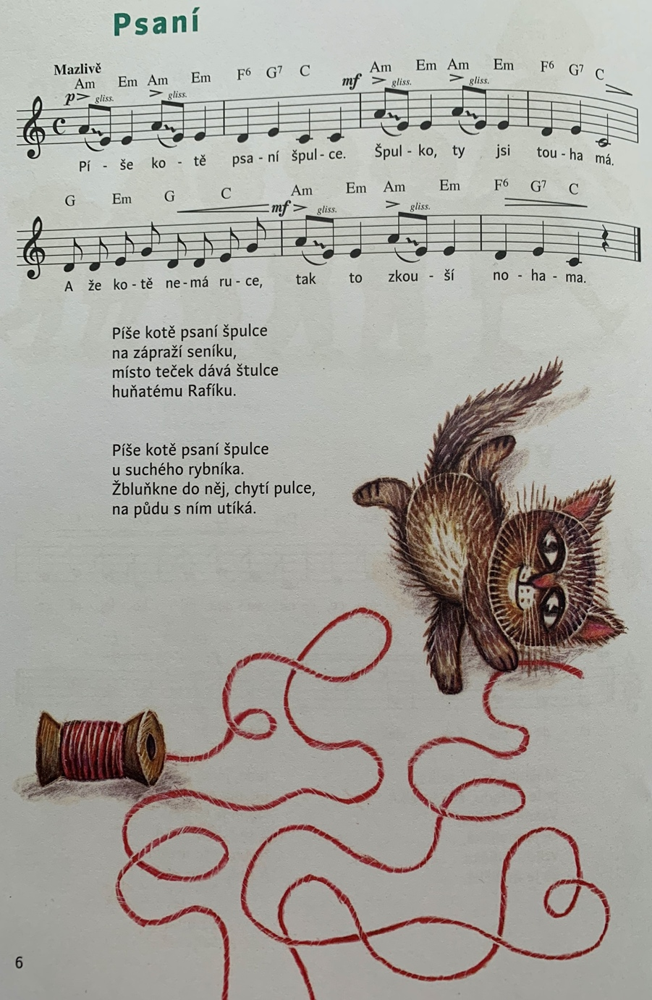 Psaní
Mazlivě
Am Em Am Em F6 G7 C Am Em Am Em F6 G7 C
p gliss. gliss. mf gliss. gliss.
Pí - še ko - tě psa - ní špul - ce. Špul - ko, ty jsi tou - ha má.
G Em G C Am Em Am Em F6 G7 C
mf gliss. gliss.
A že ko - tě ne - má ru - ce, tak to zkou - ší no - ha - ma.
Píše kotě psaní špulce
na zápraží seníku,
místo teček dává štulce
huňatému Rafíku.
Píše kotě psaní špulce
u suchého rybníka.
Žbluňkne do něj, chytí pulce,
na půdu s ním utíká.
6